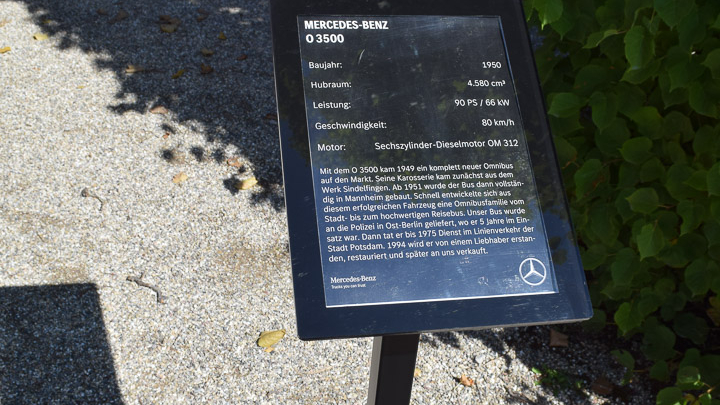 MERCEDES-BENZ
O 3500
Baujahr: 1950
Hubraum: 4.580 cm³
Leistung: 90 PS / 66 kW
Geschwindigkeit: 80 km/h
Motor: Sechszylinder-Dieselmotor OM 312
Mit dem O 3500 kam 1949 ein komplett neuer Omnibus
auf den Markt. Seine Karosserie kam zunächst aus dem
Werk Sindelfingen. Ab 1951 wurde der Bus dann vollstän-
dig in Mannheim gebaut. Schnell entwickelte sich aus
diesem erfolgreichen Fahrzeug eine Omnibusfamilie vom
Stadt- bis zum hochwertigen Reisebus. Unser Bus wurde
an die Polizei in Ost-Berlin geliefert, wo er 5 Jahre im Ein-
satz war. Dann tat er bis 1975 Dienst im Linienverkehr der
Stadt Potsdam. 1994 wird er von einem Liebhaber erstan-
den, restauriert und später an uns verkauft.
Mercedes-Benz
Trucks you can trust